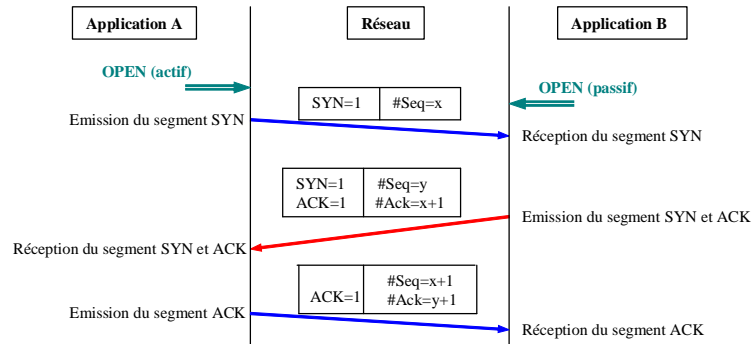 Application A
Réseau
Application B
OPEN (actif)
OPEN (passif)
SYN=1 #Seq=x
Emission du segment SYN
Réception du segment SYN
SYN=1 #Seq=y
ACK=1 #Ack=x+1
Emission du segment SYN et ACK
Réception du segment SYN et ACK
#Seq=x+1
ACK=1 #Ack=y+1
Emission du segment ACK
Réception du segment ACK